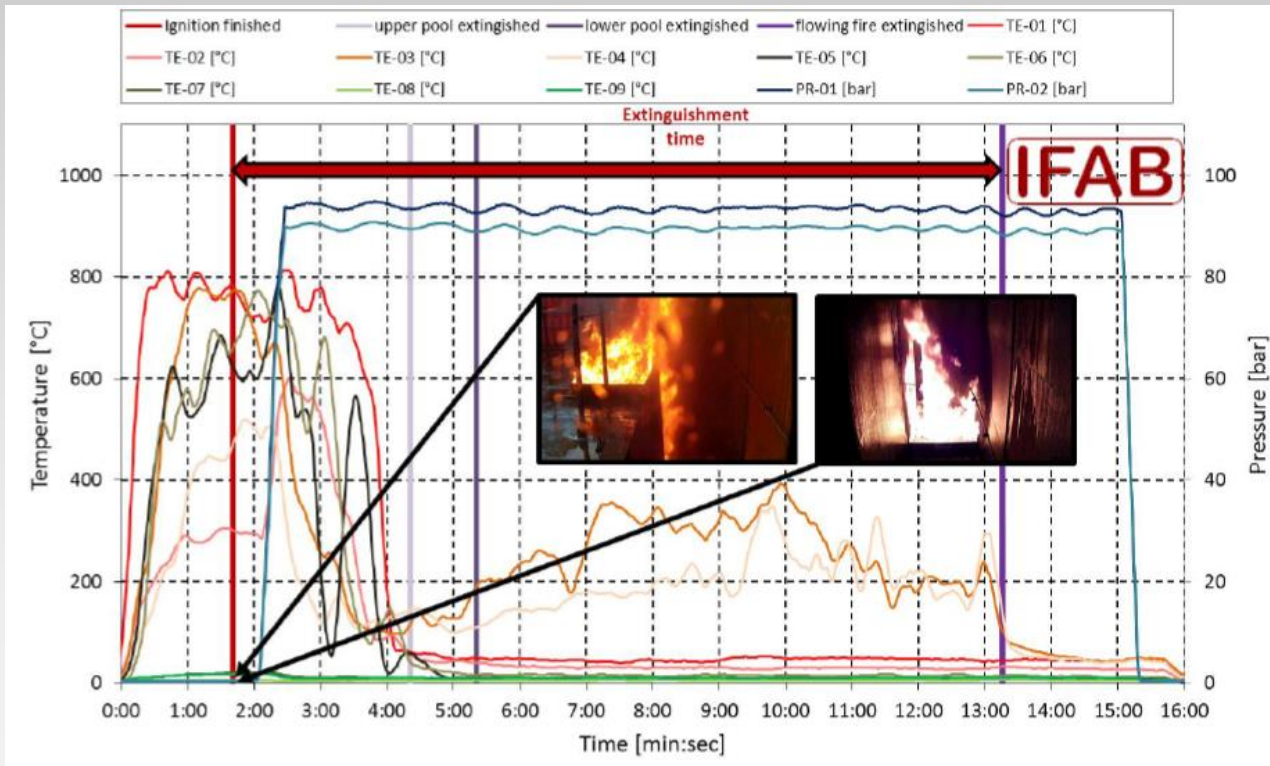 Ignition finished upper pool extingished lower pool extingished flowing fire extingished TE-01 [°C]
TE-02 [°C] TE-03 [°C] TE-04 [°C] TE-05 [°C] TE-06 [°C]
TE-07 [°C] TE-08 [°C] TE-09 [°C] PR-01 [bar] PR-02 [bar]
Extinguishment
time
IFAB
1000
800
600
400
200
0
Temperature [°C]
100
80
60
40
20
0
Pressure [bar]
0:00 1:00 2:00 3:00 4:00 5:00 6:00 7:00 8:00 9:00 10:00 11:00 12:00 13:00 14:00 15:00 16:00
Time [min:sec]